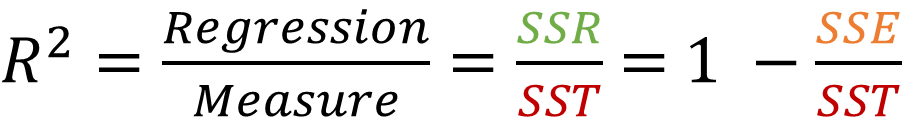 R² = Regression/Measure = SSR/SST = 1 − SSE/SST